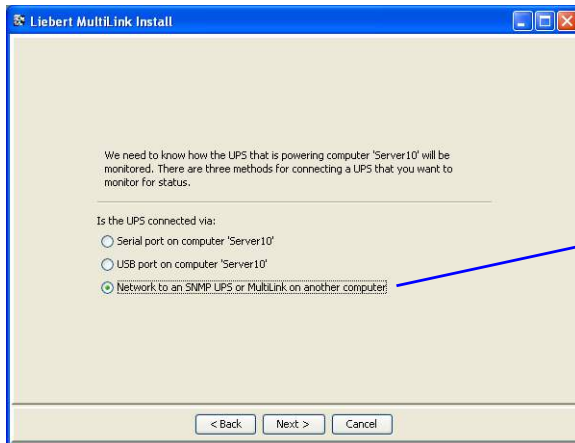 Liebert MultiLink Install
We need to know how the UPS that is powering computer 'Server10' will be
monitored. There are three methods for connecting a UPS that you want to
monitor for status.
Is the UPS connected via:
Serial port on computer 'Server10'
USB port on computer 'Server10'
Network to an SNMP UPS or MultiLink on another computer
< Back Next > Cancel